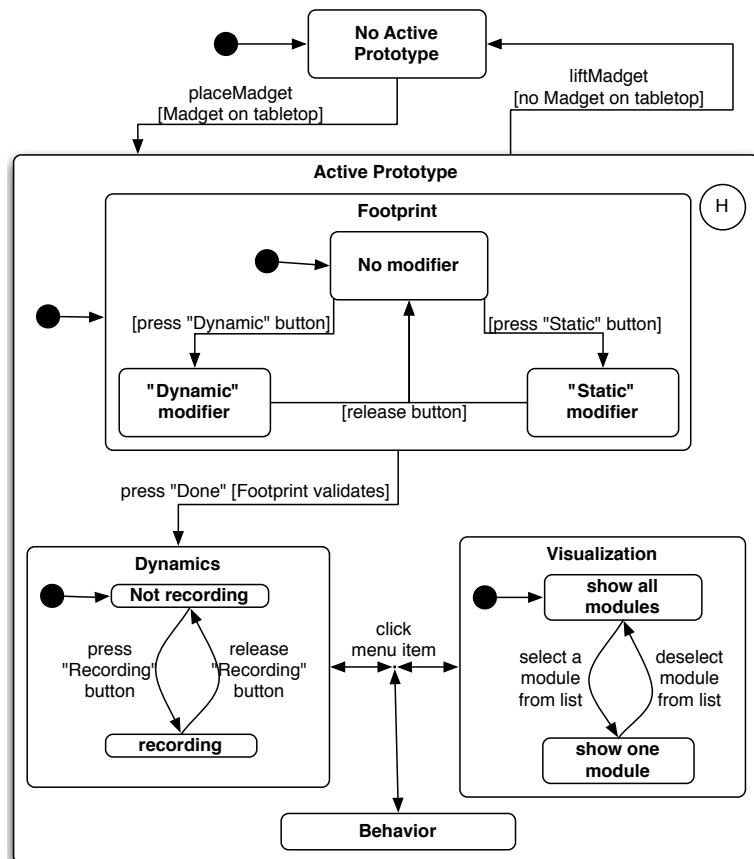 No Active
Prototype
placeMadget
[Madget on tabletop]
liftMadget
[no Madget on tabletop]
Active Prototype
H
Footprint
No modifier
[press "Dynamic" button]
[press "Static" button]
"Dynamic"
modifier
"Static"
modifier
[release button]
press "Done" [Footprint validates]
Dynamics
Not recording
press
"Recording"
button
release
"Recording"
button
recording
click
menu item
Visualization
show all
modules
select a
module
from list
deselect
module
from list
show one
module
Behavior